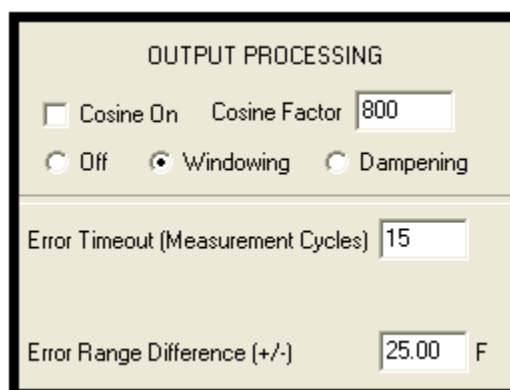 OUTPUT PROCESSING
Cosine On Cosine Factor 800
Off Windowing Dampening
Error Timeout (Measurement Cycles) 15
Error Range Difference (+/-) 25.00 F